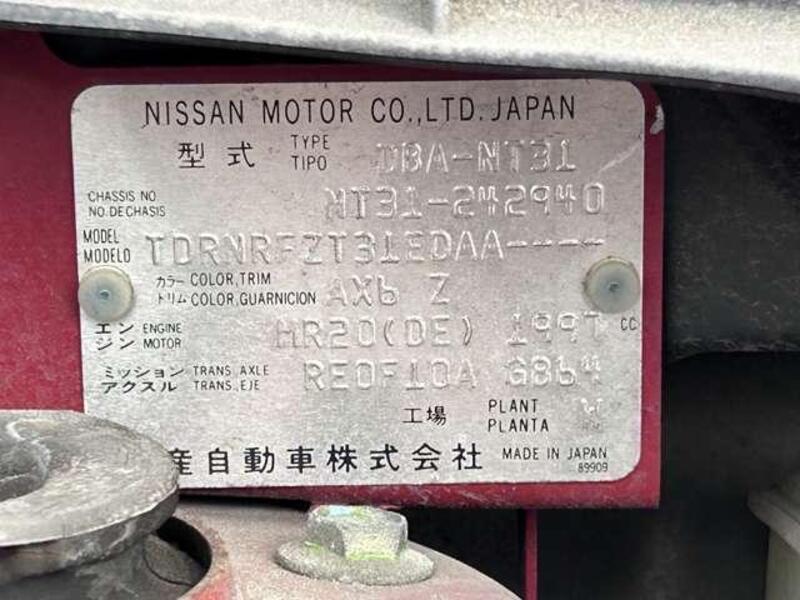 NISSAN MOTOR CO.,LTD. JAPAN
型式 TYPE TIPO DBA-NT31
CHASSIS NO NO.DE CHASIS NT31-242940
MODEL MODELO TDRNRFZT31EDAA----
カラー COLOR,TRIM トリム COLOR,GUARNICION AX6 Z
エンジン ENGINE MOTOR MR20(DE) 1997 CC
ミッション TRANS,AXLE アクスル TRANS,EJE RE0F10A G864
工場 PLANT PLANTA
産自動車株式会社 MADE IN JAPAN
89909